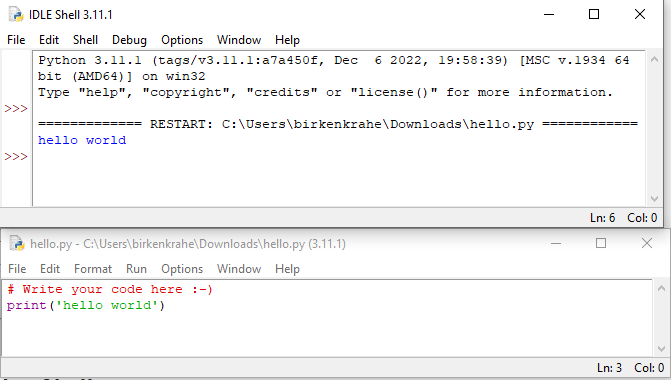 IDLE Shell 3.11.1
File Edit Shell Debug Options Window Help
Python 3.11.1 (tags/v3.11.1:a7a450f, Dec  6 2022, 19:58:39) [MSC v.1934 64
bit (AMD64)] on win32
Type "help", "copyright", "credits" or "license()" for more information.
>>>
============= RESTART: C:\Users\birkenkrahe\Downloads\hello.py ============
hello world
>>>
Ln: 6 Col: 0
hello.py - C:\Users\birkenkrahe\Downloads\hello.py (3.11.1)
File Edit Format Run Options Window Help
# Write your code here :-)
print('hello world')
Ln: 3 Col: 0